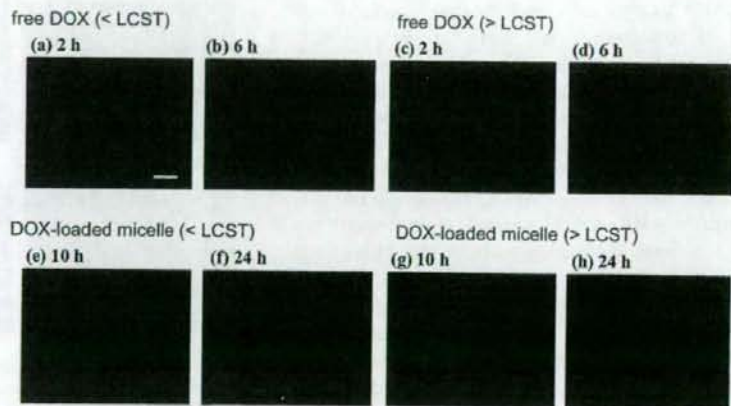 free DOX (< LCST)
free DOX (> LCST)
(a) 2 h
(b) 6 h
(c) 2 h
(d) 6 h
DOX-loaded micelle (< LCST)
DOX-loaded micelle (> LCST)
(e) 10 h
(f) 24 h
(g) 10 h
(h) 24 h